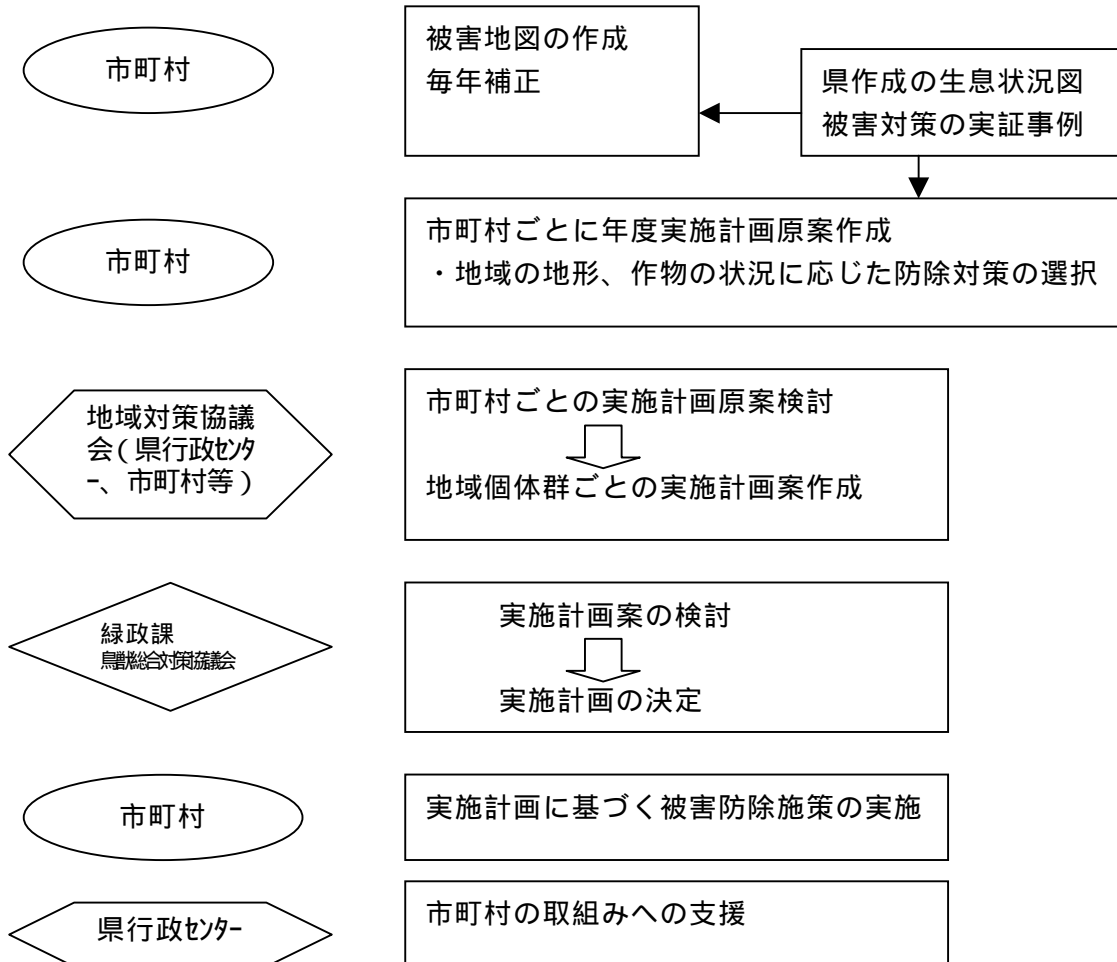 市町村
被害地図の作成
毎年補正
県作成の生息状況図
被害対策の実証事例
市町村
市町村ごとに年度実施計画原案作成
・地域の地形、作物の状況に応じた防除対策の選択
地域対策協議
会(県行政ｾﾝﾀ
ｰ、市町村等)
市町村ごとの実施計画原案検討
地域個体群ごとの実施計画案作成
緑政課
鳥獣総合対策協議会
実施計画案の検討
実施計画の決定
市町村
実施計画に基づく被害防除施策の実施
県行政ｾﾝﾀｰ
市町村の取組みへの支援